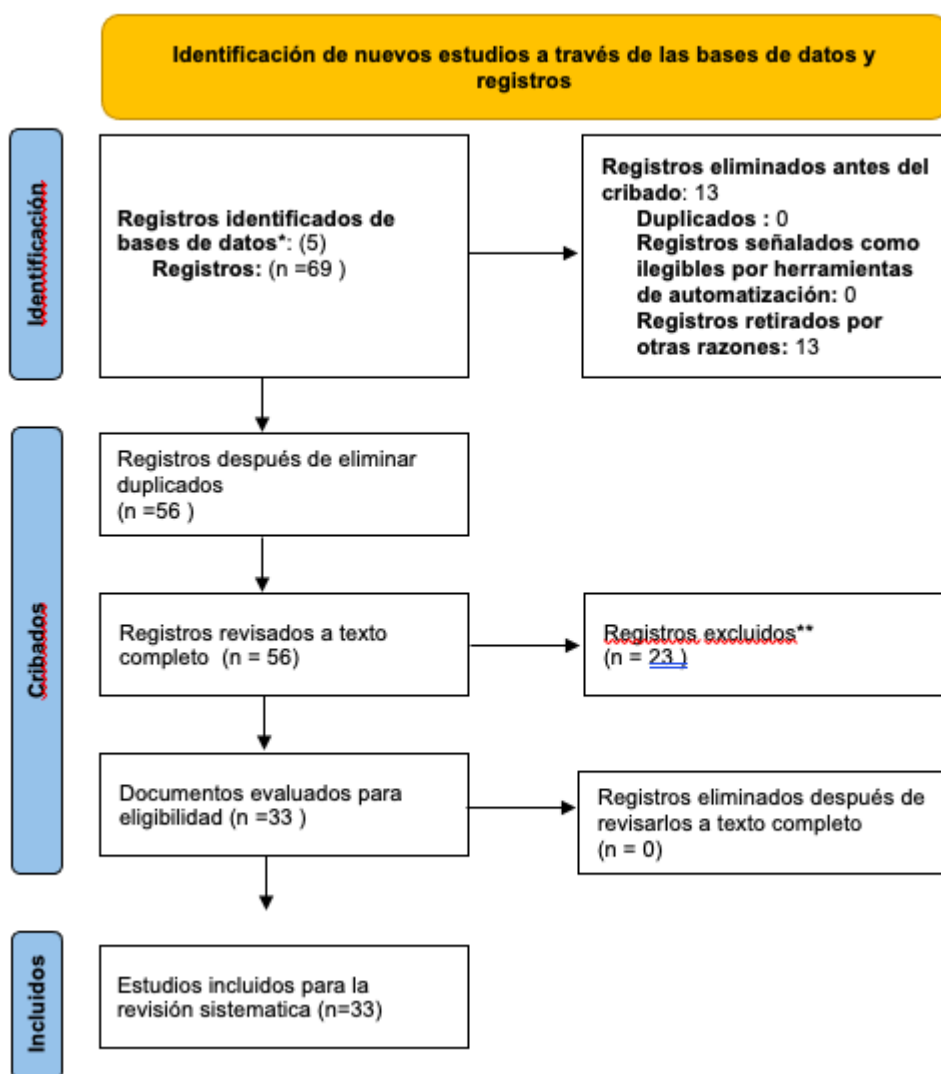 Identificación de nuevos estudios a través de las bases de datos y
registros
Identificación
Registros identificados de
bases de datos*: (5)
Registros: (n =69 )
Registros eliminados antes del
cribado: 13
Duplicados : 0
Registros señalados como
ilegibles por herramientas
de automatización: 0
Registros retirados por
otras razones: 13
Cribados
Registros después de eliminar
duplicados
(n =56 )
Registros revisados a texto
completo (n = 56)
Registros excluidos**
(n = 23 )
Documentos evaluados para
eligibilidad (n =33 )
Registros eliminados después de
revisarlos a texto completo
(n = 0)
Incluidos
Estudios incluidos para la
revisión sistematica (n=33)